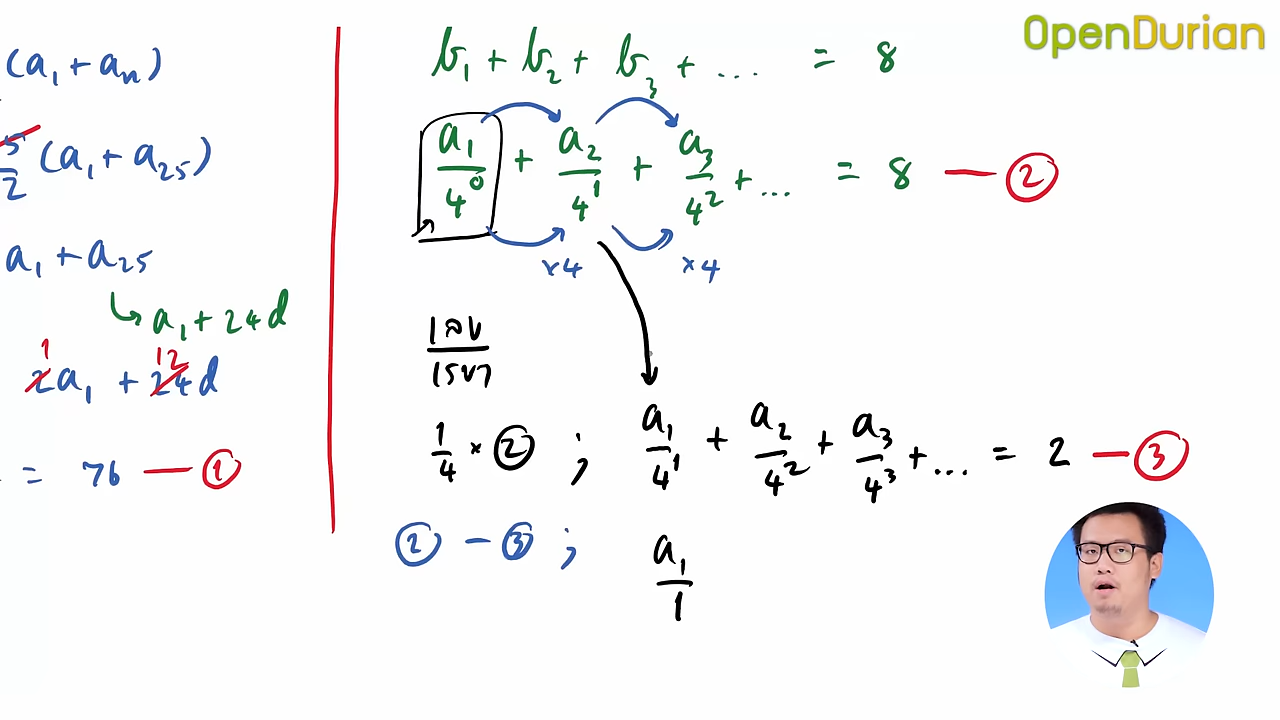 OpenDurian
(a₁ + aₙ)
5/2 (a₁ + a₂₅)
a₁ + a₂₅
↳ a₁ + 24d
1 12
2a₁ + 24d
= 76 — ①
b₁ + b₂ + b₃ + ... = 8
a₁/4⁰ + a₂/4¹ + a₃/4² + ... = 8 — ②
×4 ×4
เลข
เรขา
1/4 × ② ; a₁/4¹ + a₂/4² + a₃/4³ + ... = 2 — ③
② - ③ ; a₁/1